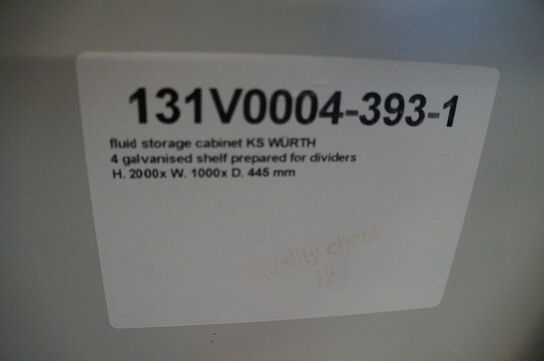 131V0004-393-1
fluid storage cabinet KS WÜRTH
4 galvanised shelf prepared for dividers
H. 2000x W. 1000x D. 445 mm
Quality check
10